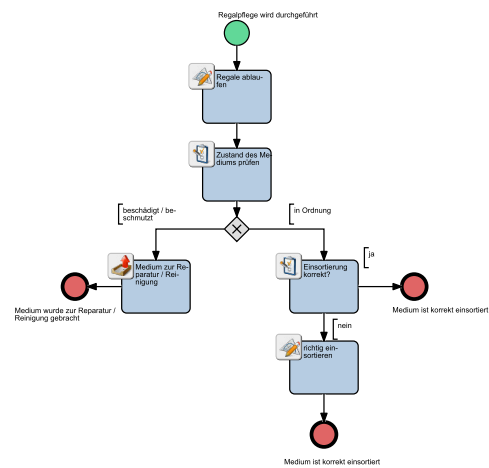 Regalpflege wird durchgeführt
Regale ablau-
fen
Zustand des Me-
diums prüfen
beschädigt / be-
schmutzt
in Ordnung
Medium zur Re-
paratur / Rei-
nigung
Einsortierung
korrekt?
ja
Medium wurde zur Reparatur /
Reinigung gebracht
Medium ist korrekt einsortiert
nein
richtig ein-
sortieren
Medium ist korrekt einsortiert